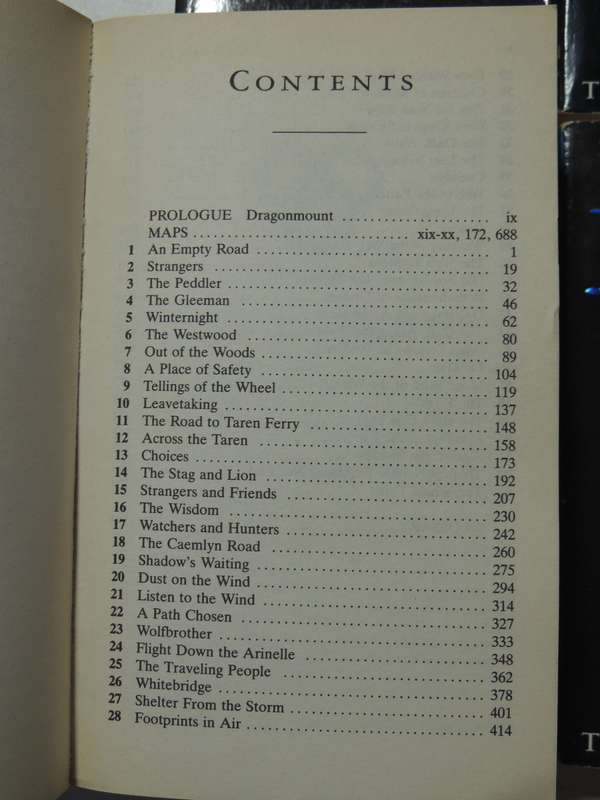 CONTENTS
PROLOGUE Dragonmount .................... ix
MAPS .............................. xix-xx, 172, 688
1 An Empty Road ................................ 1
2 Strangers ..................................... 19
3 The Peddler ................................... 32
4 The Gleeman ................................... 46
5 Winternight ................................... 62
6 The Westwood .................................. 80
7 Out of the Woods .............................. 89
8 A Place of Safety ............................. 104
9 Tellings of the Wheel ......................... 119
10 Leavetaking .................................. 137
11 The Road to Taren Ferry ...................... 148
12 Across the Taren ............................. 158
13 Choices ...................................... 173
14 The Stag and Lion ............................ 192
15 Strangers and Friends ........................ 207
16 The Wisdom ................................... 230
17 Watchers and Hunters ......................... 242
18 The Caemlyn Road ............................. 260
19 Shadow's Waiting ............................. 275
20 Dust on the Wind ............................. 294
21 Listen to the Wind ........................... 314
22 A Path Chosen ................................ 327
23 Wolfbrother .................................. 333
24 Flight Down the Arinelle ..................... 348
25 The Traveling People ......................... 362
26 Whitebridge .................................. 378
27 Shelter From the Storm ....................... 401
28 Footprints in Air ............................ 414
T
T